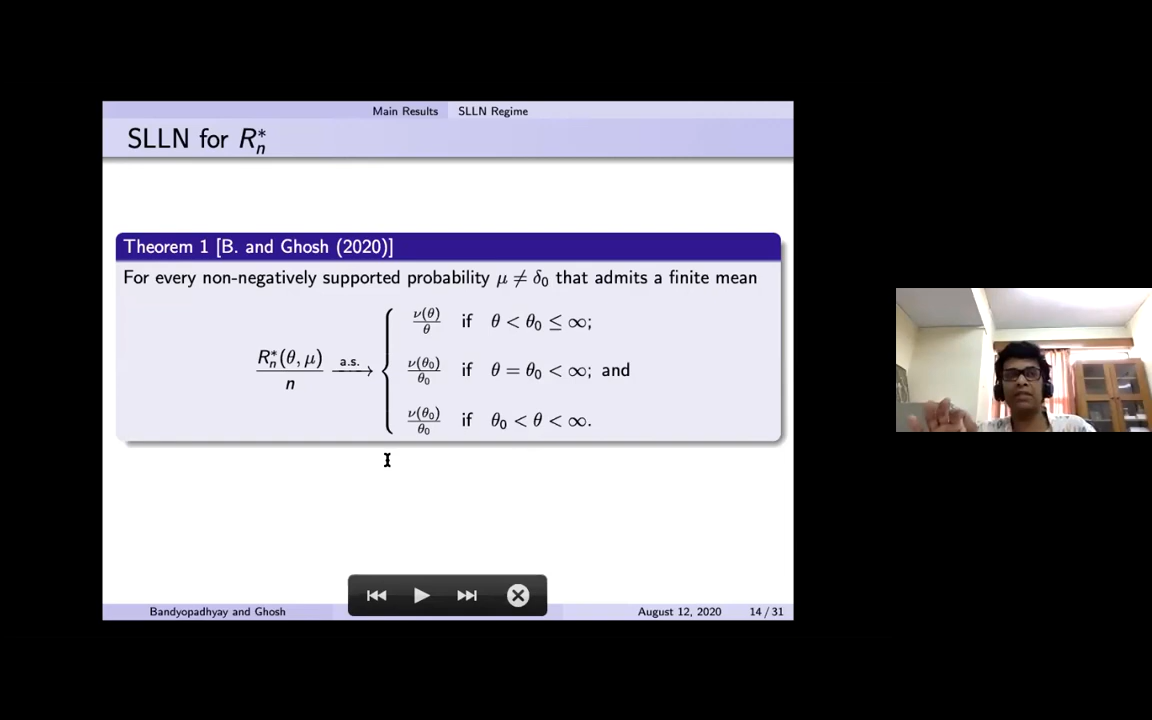 Main Results SLLN Regime
SLLN for R*ₙ
Theorem 1 [B. and Ghosh (2020)]
For every non-negatively supported probability μ ≠ δ₀ that admits a finite mean
R*ₙ(θ, μ)/n a.s.→ { ν(θ)/θ if θ < θ₀ ≤ ∞;
ν(θ₀)/θ₀ if θ = θ₀ < ∞; and
ν(θ₀)/θ₀ if θ₀ < θ < ∞.
Bandyopadhyay and Ghosh August 12, 2020 14 / 31